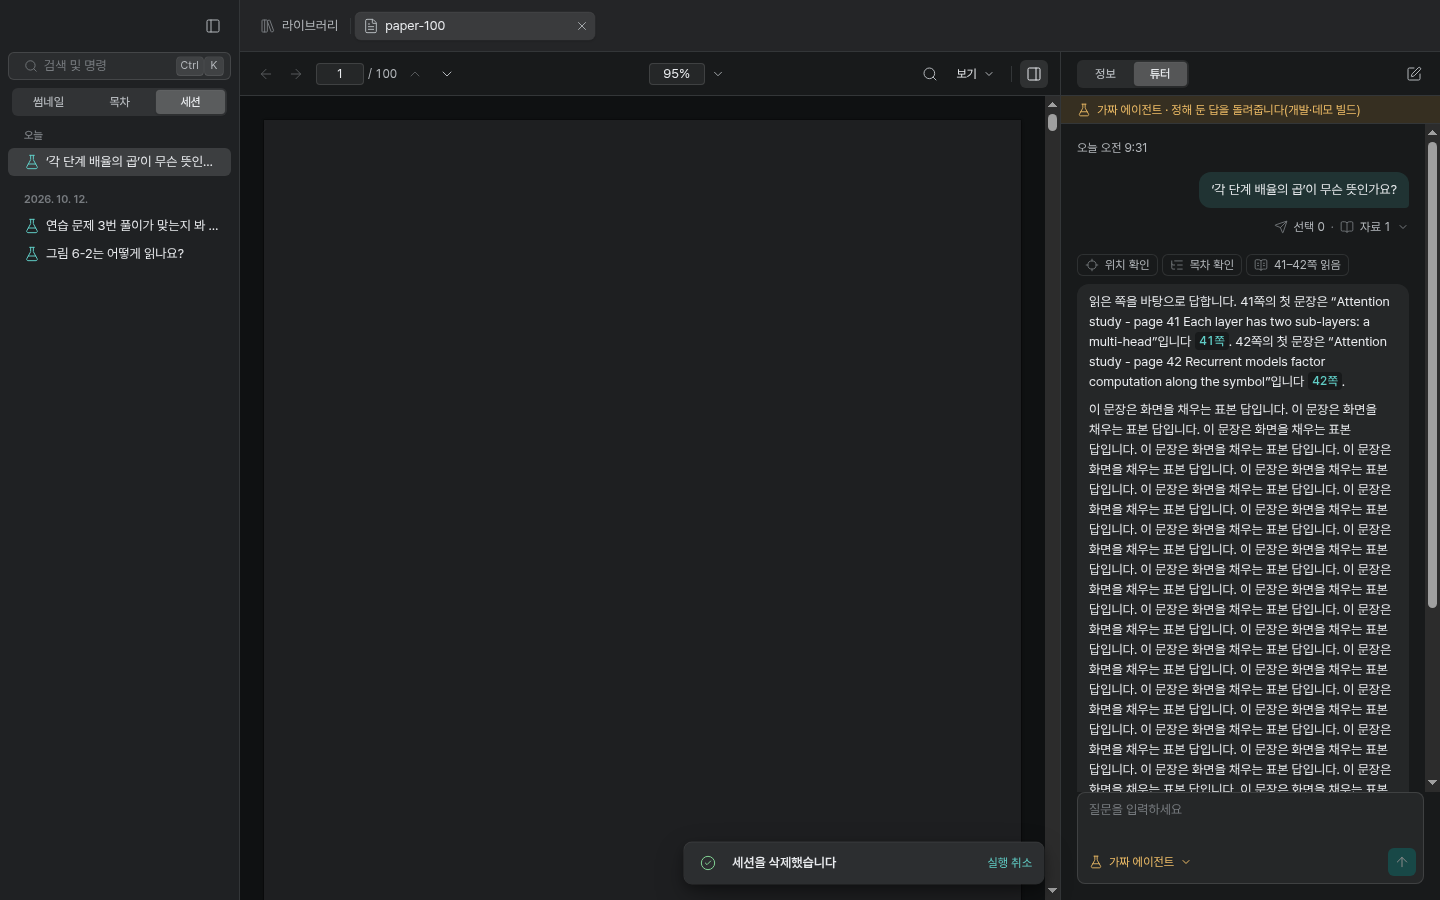 라이브러리
paper-100
검색 및 명령
Ctrl K
썸네일
목차
세션
오늘
‘각 단계 배율의 곱’이 무슨 뜻인...
2026. 10. 12.
연습 문제 3번 풀이가 맞는지 봐 ...
그림 6-2는 어떻게 읽나요?
1 / 100
95%
보기
세션을 삭제했습니다
실행 취소
정보
튜터
가짜 에이전트 · 정해 둔 답을 돌려줍니다(개발·데모 빌드)
오늘 오전 9:31
‘각 단계 배율의 곱’이 무슨 뜻인가요?
선택 0 · 자료 1
위치 확인
목차 확인
41–42쪽 읽음
읽은 쪽을 바탕으로 답합니다. 41쪽의 첫 문장은 “Attention
study - page 41 Each layer has two sub-layers: a
multi-head”입니다 41쪽 . 42쪽의 첫 문장은 “Attention
study - page 42 Recurrent models factor
computation along the symbol”입니다 42쪽 .
이 문장은 화면을 채우는 표본 답입니다. 이 문장은 화면을
채우는 표본 답입니다. 이 문장은 화면을 채우는 표본
답입니다. 이 문장은 화면을 채우는 표본 답입니다. 이 문장은
화면을 채우는 표본 답입니다. 이 문장은 화면을 채우는 표본
답입니다. 이 문장은 화면을 채우는 표본 답입니다. 이 문장은
화면을 채우는 표본 답입니다. 이 문장은 화면을 채우는 표본
답입니다. 이 문장은 화면을 채우는 표본 답입니다. 이 문장은
화면을 채우는 표본 답입니다. 이 문장은 화면을 채우는 표본
답입니다. 이 문장은 화면을 채우는 표본 답입니다. 이 문장은
화면을 채우는 표본 답입니다. 이 문장은 화면을 채우는 표본
답입니다. 이 문장은 화면을 채우는 표본 답입니다. 이 문장은
화면을 채우는 표본 답입니다. 이 문장은 화면을 채우는 표본
답입니다. 이 문장은 화면을 채우는 표본 답입니다. 이 문장은
화면을 채우는 표본 답입니다. 이 문장은 화면을 채우는 표본
답입니다. 이 문장은 화면을 채우는 표본 답입니다. 이 문장은
화면을 채우는 표본 답입니다. 이 문장은 화면을 채우는 표본
답입니다. 이 문장은 화면을 채우는 표본 답입니다. 이 문장은
화면을 채우는 표본 답입니다. 이 문장은 화면을 채우는 표본
답입니다. 이 문장은 화면을 채우는 표본 답입니다. 이 문장은
화면을 채우는 표본 답입니다. 이 문장은 화면을 채우는 표본
질문을 입력하세요
가짜 에이전트